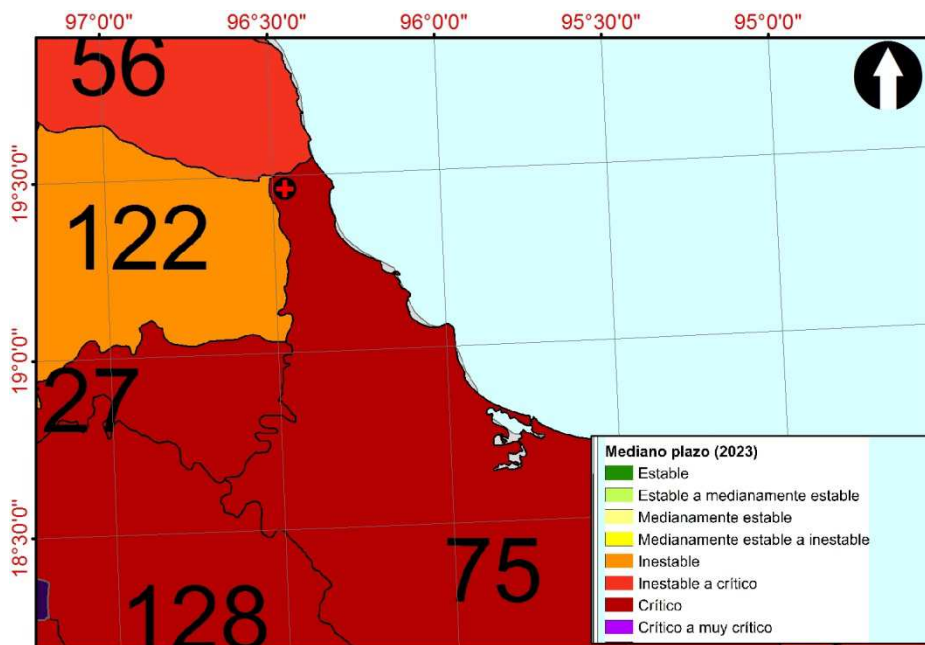 97°0'0"
96°30'0"
96°0'0"
95°30'0"
95°0'0"
56
19°30'0"
122
19°0'0"
27
18°30'0"
75
128
Mediano plazo (2023)
Estable
Estable a medianamente estable
Medianamente estable
Medianamente estable a inestable
Inestable
Inestable a crítico
Crítico
Crítico a muy crítico